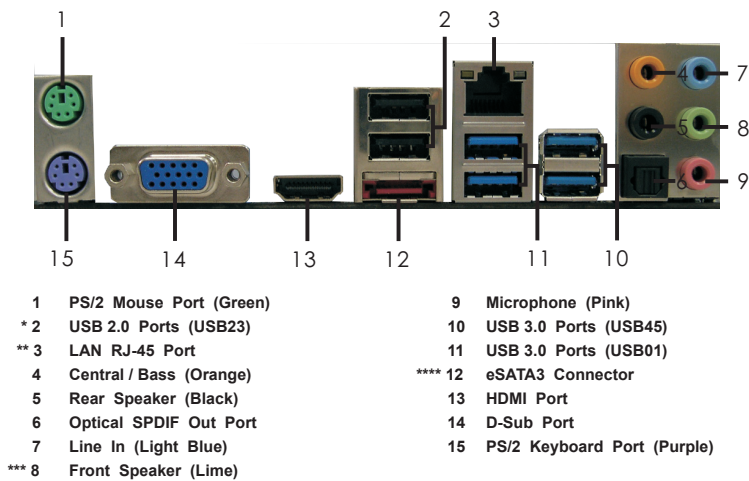 1 2 3
4 7
5 8
6 9
15 14 13 12 11 10
1 PS/2 Mouse Port (Green)
* 2 USB 2.0 Ports (USB23)
** 3 LAN RJ-45 Port
4 Central / Bass (Orange)
5 Rear Speaker (Black)
6 Optical SPDIF Out Port
7 Line In (Light Blue)
*** 8 Front Speaker (Lime)
9 Microphone (Pink)
10 USB 3.0 Ports (USB45)
11 USB 3.0 Ports (USB01)
**** 12 eSATA3 Connector
13 HDMI Port
14 D-Sub Port
15 PS/2 Keyboard Port (Purple)